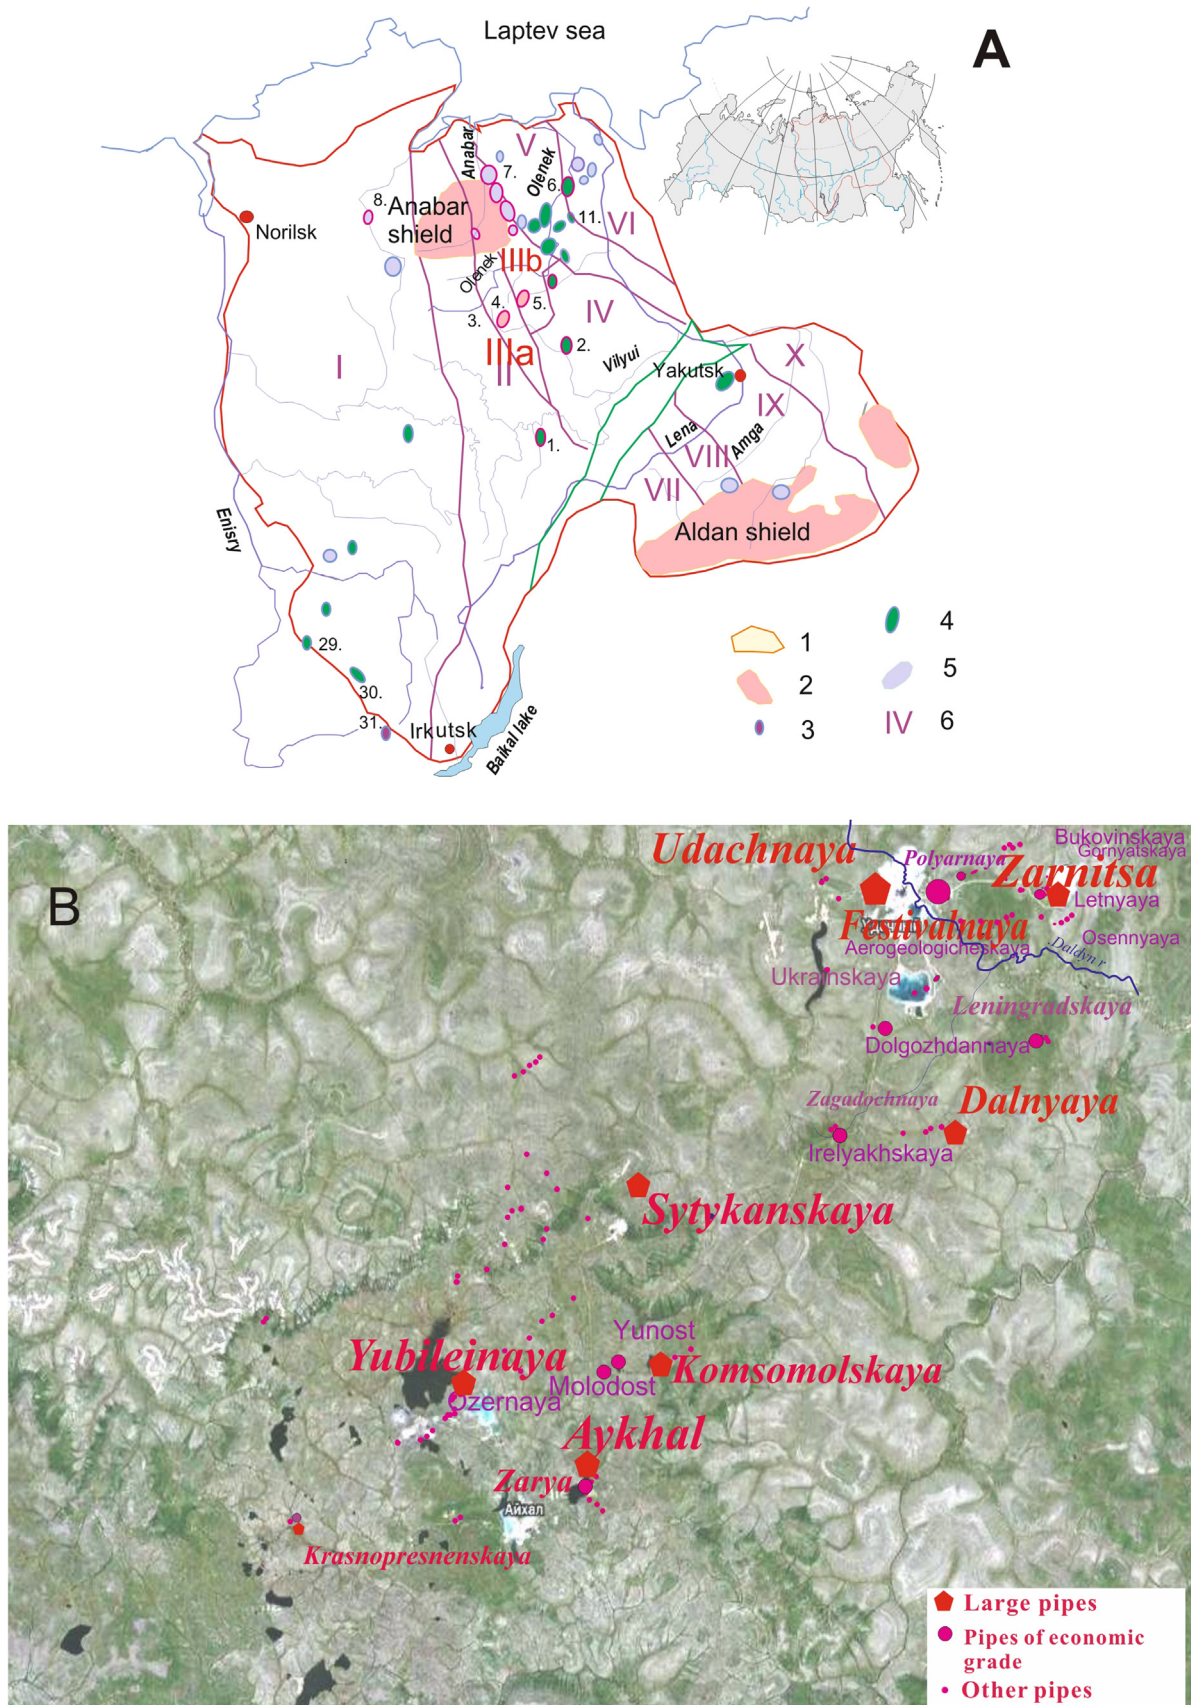 Laptev sea
A
Anabar
V
Olenek
7.
6.
8.
Anabar
shield
11.
VI
Norilsk
IIIb
Olenek
4.
5.
3.
IV
2.
IIIa
II
I
Vilyui
Yakutsk
X
IX
Lena
Amga
1.
VIII
VII
Enisry
Aldan shield
1
4
2
5
3
IV
6
29.
30.
31.
Irkutsk
Baikal lake
B
Udachnaya
Polyarnaya
Bukovinskaya
Gornyatskaya
Zarnitsa
Letnyaya
Festivalnaya
Osennyaya
Aerogeologicheskaya
Daldyn r
Ukrainskaya
Leningradskaya
Dolgozhdannaya
Zagadochnaya
Dalnyaya
Irelyakhskaya
Sytykanskaya
Yunost
Yubileinaya
Komsomolskaya
Molodost
Ozernaya
Aykhal
Zarya
Айхал
Krasnopresnenskaya
Large pipes
Pipes of economic
grade
Other pipes